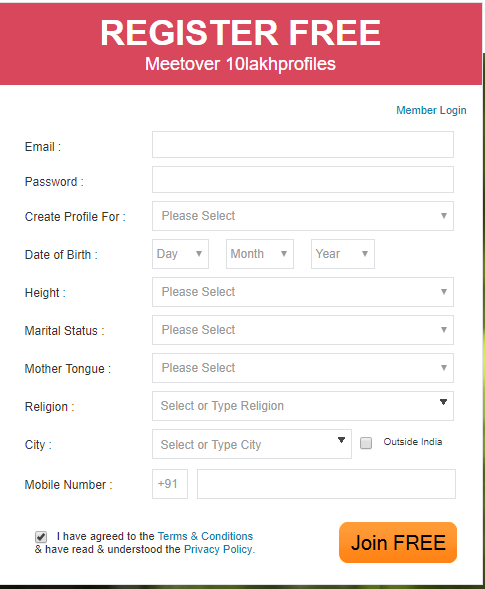 REGISTER FREE
Meetover 10lakhprofiles
Member Login
Email :
Password :
Create Profile For : Please Select
Date of Birth : Day Month Year
Height : Please Select
Marital Status : Please Select
Mother Tongue : Please Select
Religion : Select or Type Religion
City : Select or Type City Outside India
Mobile Number : +91
I have agreed to the Terms & Conditions
& have read & understood the Privacy Policy.
Join FREE